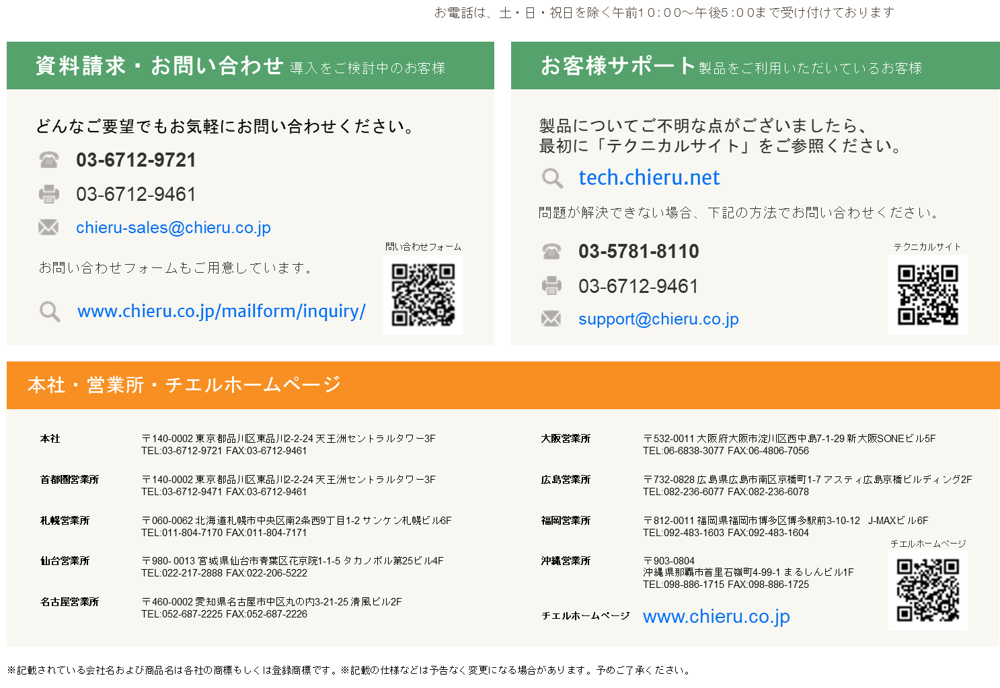 お電話は、土・日・祝日を除く午前10:00～午後5:00まで受け付けております
資料請求・お問い合わせ 導入をご検討中のお客様
どんなご要望でもお気軽にお問い合わせください。
03-6712-9721
03-6712-9461
chieru-sales@chieru.co.jp
お問い合わせフォームもご用意しています。
問い合わせフォーム
www.chieru.co.jp/mailform/inquiry/
お客様サポート 製品をご利用いただいているお客様
製品についてご不明な点がございましたら、
最初に「テクニカルサイト」をご参照ください。
tech.chieru.net
問題が解決できない場合、下記の方法でお問い合わせください。
03-5781-8110
03-6712-9461
support@chieru.co.jp
テクニカルサイト
本社・営業所・チエルホームページ
本社 〒140-0002 東京都品川区東品川2-2-24 天王洲セントラルタワー3F
TEL:03-6712-9721 FAX:03-6712-9461
首都圏営業所 〒140-0002 東京都品川区東品川2-2-24 天王洲セントラルタワー3F
TEL:03-6712-9471 FAX:03-6712-9461
札幌営業所 〒060-0062 北海道札幌市中央区南2条西9丁目1-2 サンケン札幌ビル6F
TEL:011-804-7170 FAX:011-804-7171
仙台営業所 〒980- 0013 宮城県仙台市青葉区花京院1-1-5 タカノボル第25ビル4F
TEL:022-217-2888 FAX:022-206-5222
名古屋営業所 〒460-0002 愛知県名古屋市中区丸の内3-21-25 清風ビル2F
TEL:052-687-2225 FAX:052-687-2226
大阪営業所 〒532-0011 大阪府大阪市淀川区西中島7-1-29 新大阪SONEビル5F
TEL:06-6838-3077 FAX:06-4806-7056
広島営業所 〒732-0828 広島県広島市南区京橋町1-7 アスティ広島京橋ビルディング2F
TEL:082-236-6077 FAX:082-236-6078
福岡営業所 〒812-0011 福岡県福岡市博多区博多駅前3-10-12 J-MAXビル6F
TEL:092-483-1603 FAX:092-483-1604
沖縄営業所 〒903-0804
沖縄県那覇市首里石嶺町4-99-1 まるしんビル1F
TEL:098-886-1715 FAX:098-886-1725
チエルホームページ www.chieru.co.jp
チエルホームページ
※記載されている会社名および商品名は各社の商標もしくは登録商標です。※記載の仕様などは予告なく変更になる場合があります。予めご了承ください。